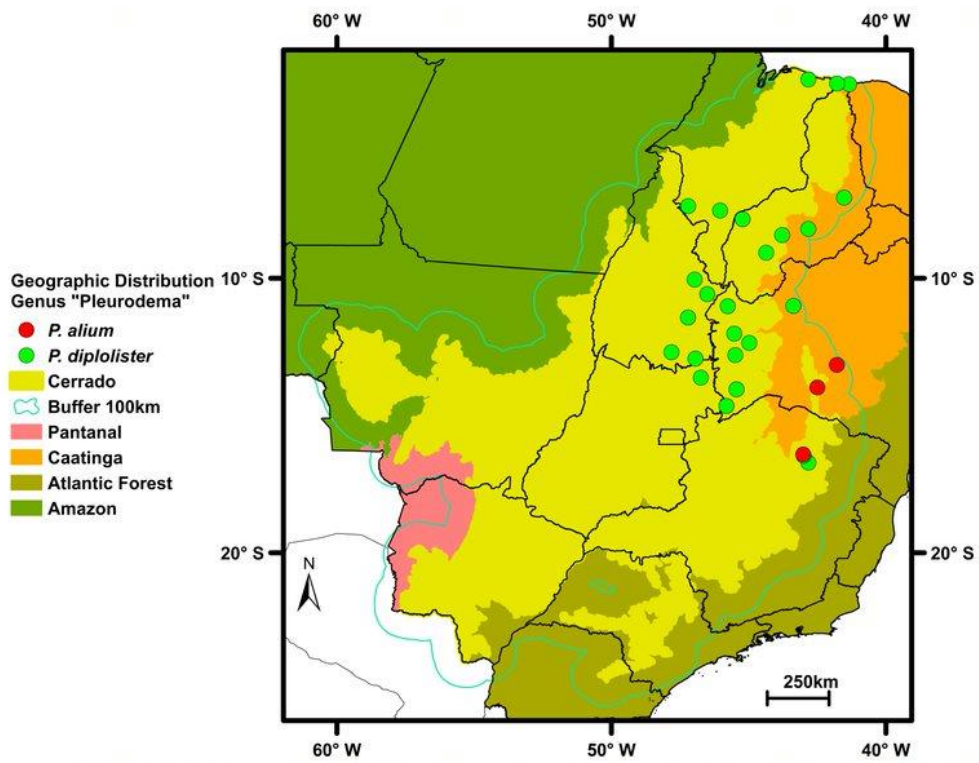 60° W 50° W 40° W
10° S 10° S
Geographic Distribution
Genus "Pleurodema"
P. alium
P. diplolister
Cerrado
Buffer 100km
Pantanal
Caatinga
Atlantic Forest
Amazon
20° S 20° S
N
250km
60° W 50° W 40° W